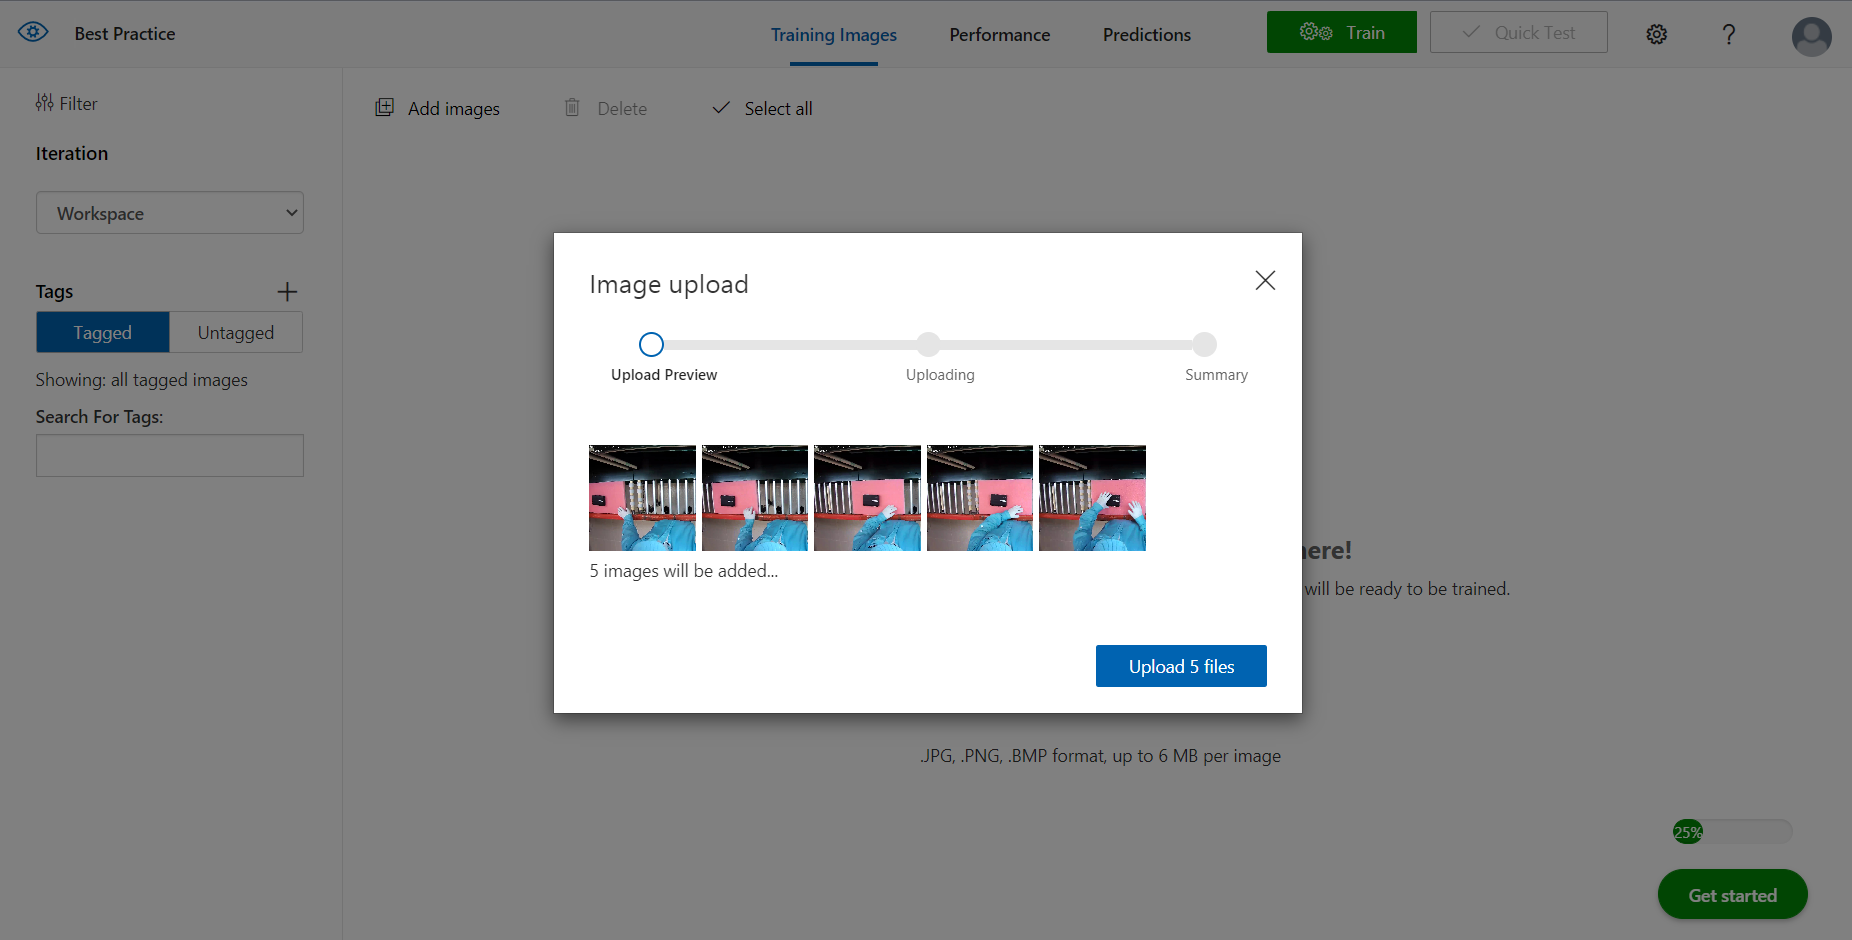 Best Practice
Training Images
Performance
Predictions
Train
Quick Test
?
Filter
Add images
Delete
Select all
Iteration
Workspace
Tags
Tagged
Untagged
Showing: all tagged images
Search For Tags:
Image upload
Upload Preview
Uploading
Summary
5 images will be added...
here!
will be ready to be trained.
Upload 5 files
.JPG, .PNG, .BMP format, up to 6 MB per image
25%
Get started